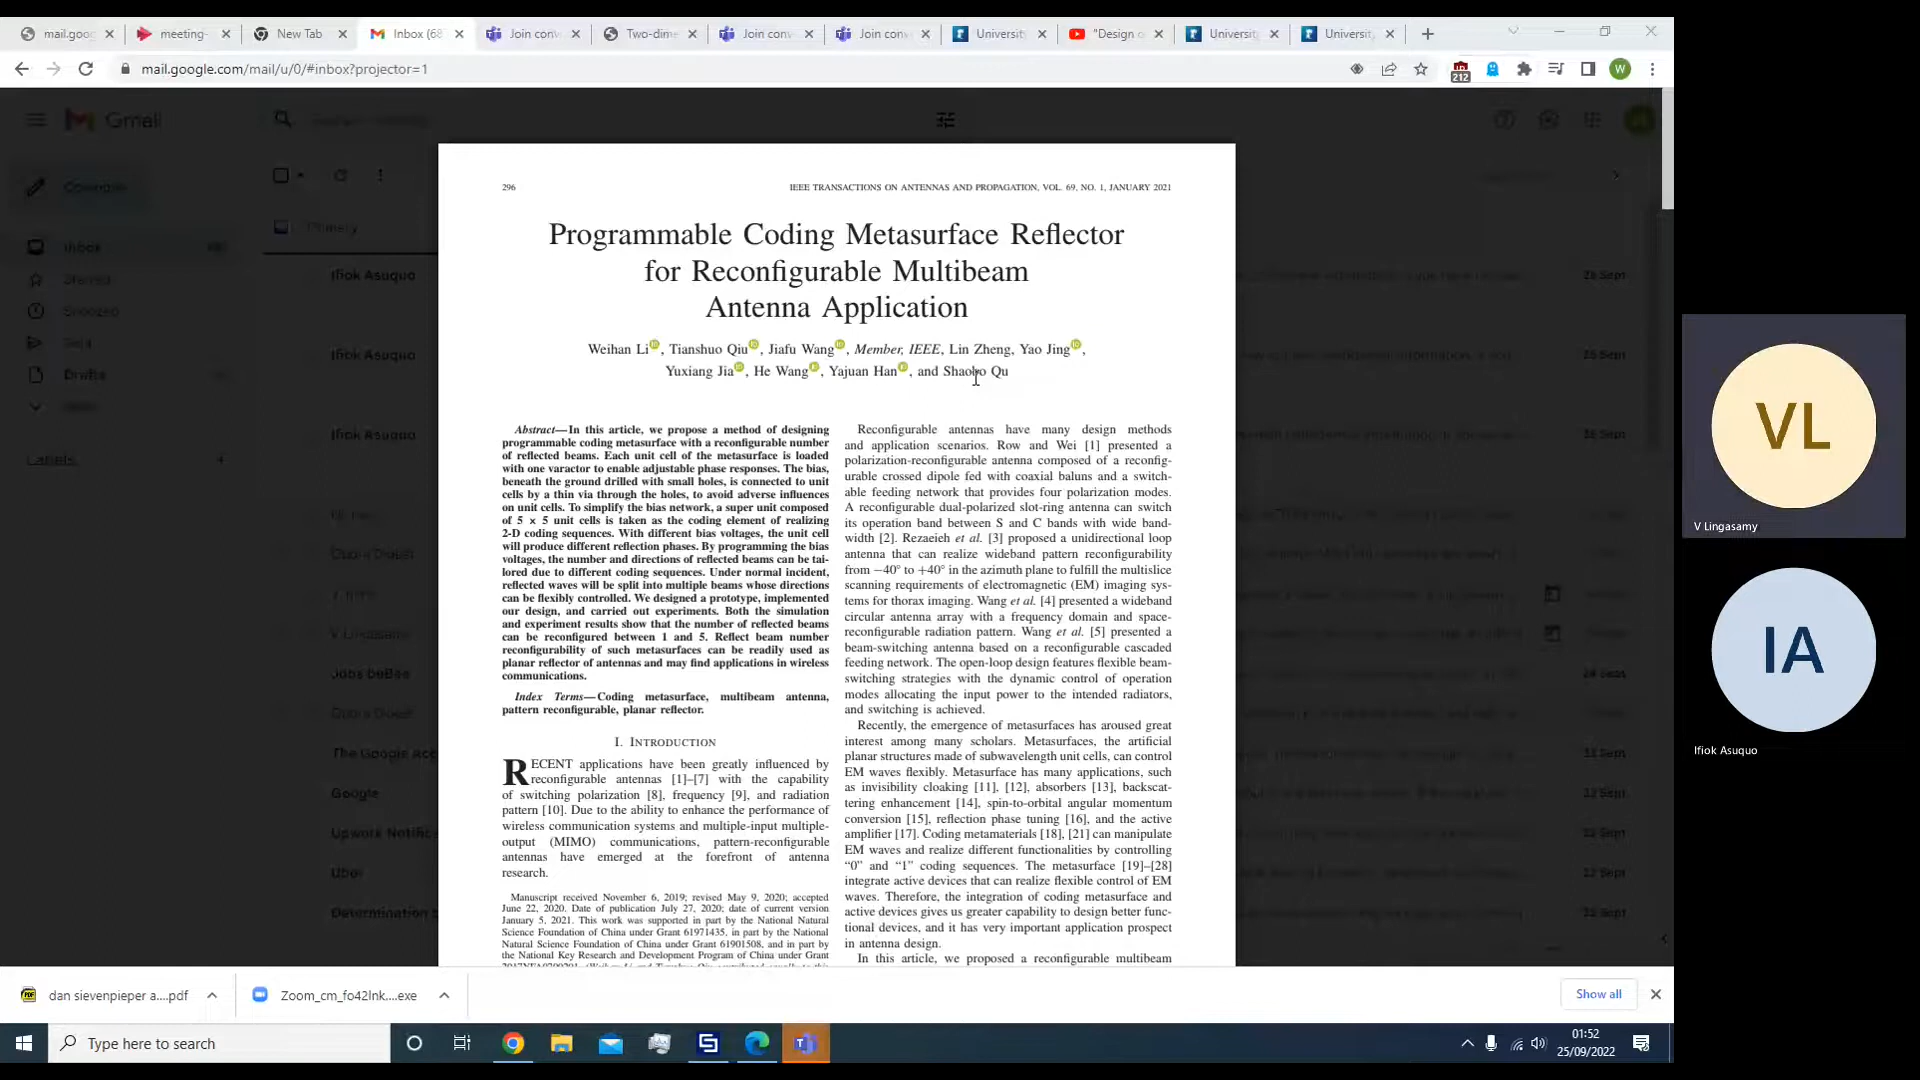 mail.goog
meeting-
New Tab
Inbox (68
Join conv
Two-dime
Join conv
Join conv
Universit
"Design o
Universit
Universit
mail.google.com/mail/u/0/#inbox?projector=1
212
W
Gmail
Compose
Inbox
Starred
Snoozed
Sent
Drafts
Labels
Primary
Ifiok Asuquo
Ifiok Asuquo
Ifiok Asuquo
V Lingasamy
Jobs beBee
The Google Acc
Google
Upwork Notific
Uber
296
IEEE TRANSACTIONS ON ANTENNAS AND PROPAGATION, VOL. 69, NO. 1, JANUARY 2021
Programmable Coding Metasurface Reflector
for Reconfigurable Multibeam
Antenna Application
Weihan Li, Tianshuo Qiu, Jiafu Wang, Member, IEEE, Lin Zheng, Yao Jing,
Yuxiang Jia, He Wang, Yajuan Han, and Shaobo Qu
Abstract—In this article, we propose a method of designing
programmable coding metasurface with a reconfigurable number
of reflected beams. Each unit cell of the metasurface is loaded
with one varactor to enable adjustable phase responses. The bias,
beneath the ground drilled with small holes, is connected to unit
cells by a thin via through the holes, to avoid adverse influences
on unit cells. To simplify the bias network, a super unit composed
of 5 × 5 unit cells is taken as the coding element of realizing
2-D coding sequences. With different bias voltages, the unit cell
will produce different reflection phases. By programming the bias
voltages, the number and directions of reflected beams can be tai-
lored due to different coding sequences. Under normal incident,
reflected waves will be split into multiple beams whose directions
can be flexibly controlled. We designed a prototype, implemented
our design, and carried out experiments. Both the simulation
and experiment results show that the number of reflected beams
can be reconfigured between 1 and 5. Reflect beam number
reconfigurability of such metasurfaces can be readily used as
planar reflector of antennas and may find applications in wireless
communications.
Index Terms—Coding metasurface, multibeam antenna,
pattern reconfigurable, planar reflector.
I. INTRODUCTION
RECENT applications have been greatly influenced by
reconfigurable antennas [1]–[7] with the capability
of switching polarization [8], frequency [9], and radiation
pattern [10]. Due to the ability to enhance the performance of
wireless communication systems and multiple-input multiple-
output (MIMO) communications, pattern-reconfigurable
antennas have emerged at the forefront of antenna
research.
Manuscript received November 6, 2019; revised May 9, 2020; accepted
June 22, 2020. Date of publication July 27, 2020; date of current version
January 5, 2021. This work was supported in part by the National Natural
Science Foundation of China under Grant 61971435, in part by the National
Natural Science Foundation of China under Grant 61901508, and in part by
the National Key Research and Development Program of China under Grant
Reconfigurable antennas have many design methods
and application scenarios. Row and Wei [1] presented a
polarization-reconfigurable antenna composed of a reconfig-
urable crossed dipole fed with coaxial baluns and a switch-
able feeding network that provides four polarization modes.
A reconfigurable dual-polarized slot-ring antenna can switch
its operation band between S and C bands with wide band-
width [2]. Rezaeieh et al. [3] proposed a unidirectional loop
antenna that can realize wideband pattern reconfigurability
from −40° to +40° in the azimuth plane to fulfill the multislice
scanning requirements of electromagnetic (EM) imaging sys-
tems for thorax imaging. Wang et al. [4] presented a wideband
circular antenna array with a frequency domain and space-
reconfigurable radiation pattern. Wang et al. [5] presented a
beam-switching antenna based on a reconfigurable cascaded
feeding network. The open-loop design features flexible beam-
switching strategies with the dynamic control of operation
modes allocating the input power to the intended radiators,
and switching is achieved.
Recently, the emergence of metasurfaces has aroused great
interest among many scholars. Metasurfaces, the artificial
planar structures made of subwavelength unit cells, can control
EM waves flexibly. Metasurface has many applications, such
as invisibility cloaking [11], [12], absorbers [13], backscat-
tering enhancement [14], spin-to-orbital angular momentum
conversion [15], reflection phase tuning [16], and the active
amplifier [17]. Coding metamaterials [18], [21] can manipulate
EM waves and realize different functionalities by controlling
“0” and “1” coding sequences. The metasurface [19]–[28]
integrate active devices that can realize flexible control of EM
waves. Therefore, the integration of coding metasurface and
active devices gives us greater capability to design better func-
tional devices, and it has very important application prospect
in antenna design.
In this article, we proposed a reconfigurable multibeam
VL
V Lingasamy
IA
Ifiok Asuquo
dan sievenpieper a....pdf
Zoom_cm_fo42lnk....exe
Show all
Type here to search
01:52
25/09/2022